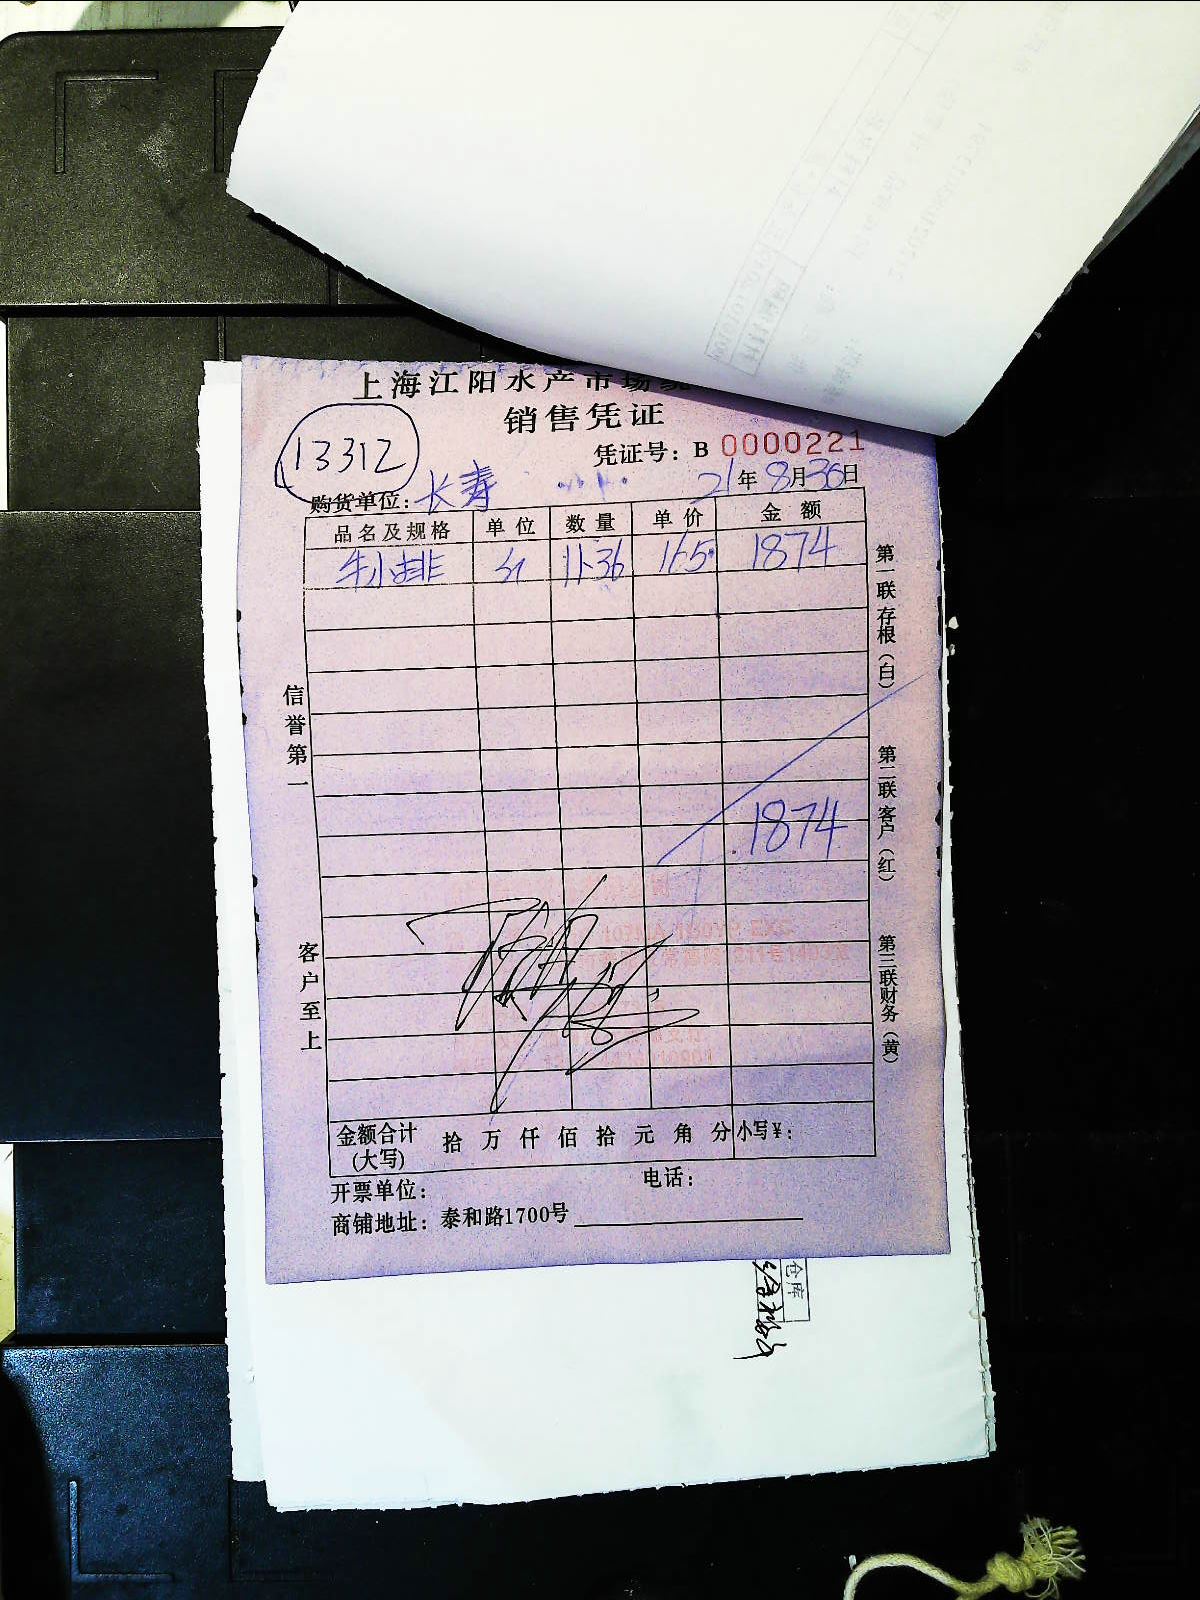 上海江阳水产市场
销售凭证
13312
凭证号: B 0000221
购货单位: 长寿
21年8月30日
品名及规格 单位 数量 单价 金额
牛小排 斤 11.36 165 1874
1874
信誉第一
客户至上
第一联存根(白)
第二联客户(红)
第三联财务(黄)
金额合计(大写) 拾 万 仟 佰 拾 元 角 分 小写¥:
开票单位: 电话:
商铺地址: 泰和路1700号
仓库